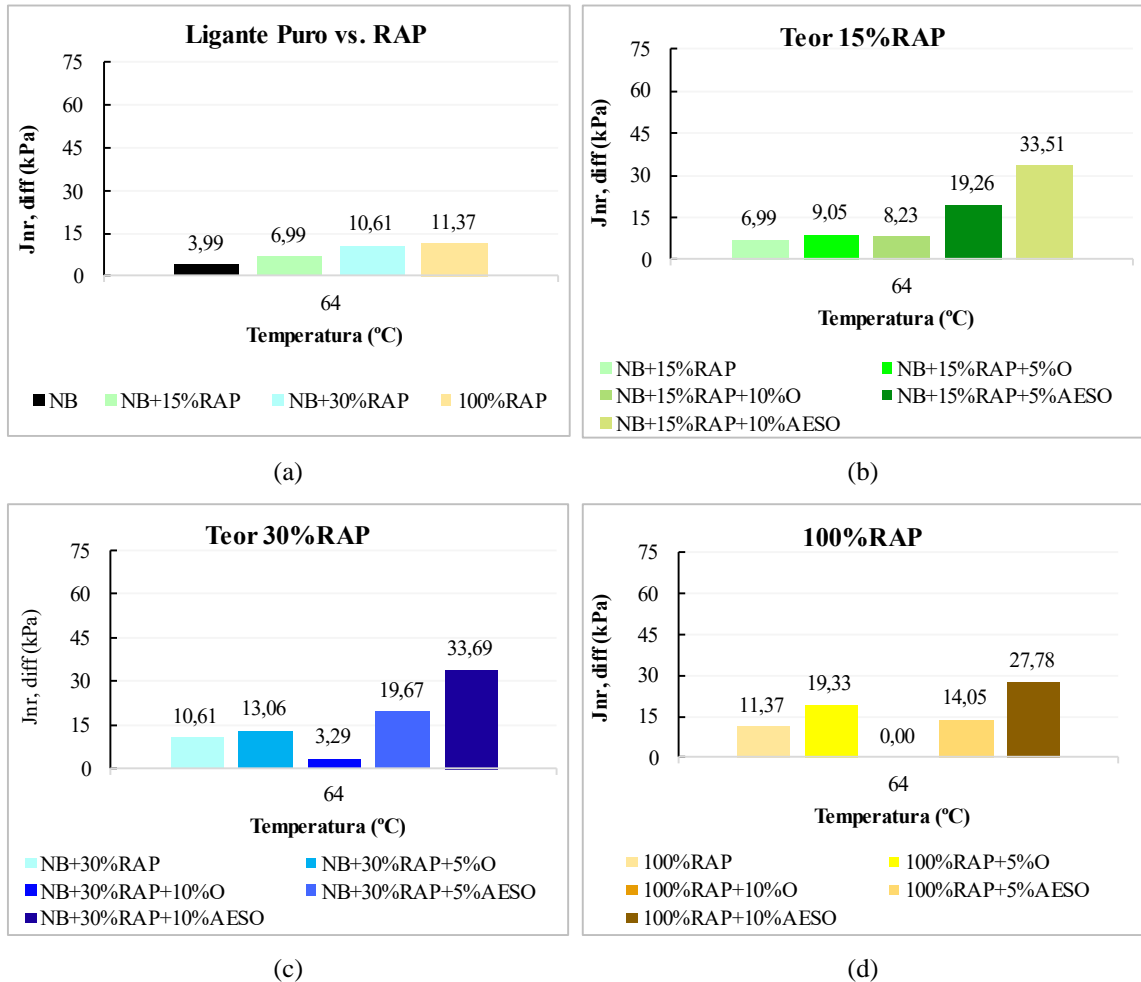 Ligante Puro vs. RAP
Jnr, diff (kPa)
75
60
45
30
15
0
3,99
6,99
10,61
11,37
64
Temperatura (ºC)
NB NB+15%RAP NB+30%RAP 100%RAP
(a)
Teor 15%RAP
Jnr, diff (kPa)
75
60
45
30
15
0
6,99
9,05
8,23
19,26
33,51
64
Temperatura (ºC)
NB+15%RAP NB+15%RAP+5%O
NB+15%RAP+10%O NB+15%RAP+5%AESO
NB+15%RAP+10%AESO
(b)
Teor 30%RAP
Jnr, diff (kPa)
75
60
45
30
15
0
10,61
13,06
3,29
19,67
33,69
64
Temperatura (ºC)
NB+30%RAP NB+30%RAP+5%O
NB+30%RAP+10%O NB+30%RAP+5%AESO
NB+30%RAP+10%AESO
(c)
100%RAP
Jnr, diff (kPa)
75
60
45
30
15
0
11,37
19,33
0,00
14,05
27,78
64
Temperatura (ºC)
100%RAP 100%RAP+5%O
100%RAP+10%O 100%RAP+5%AESO
100%RAP+10%AESO
(d)